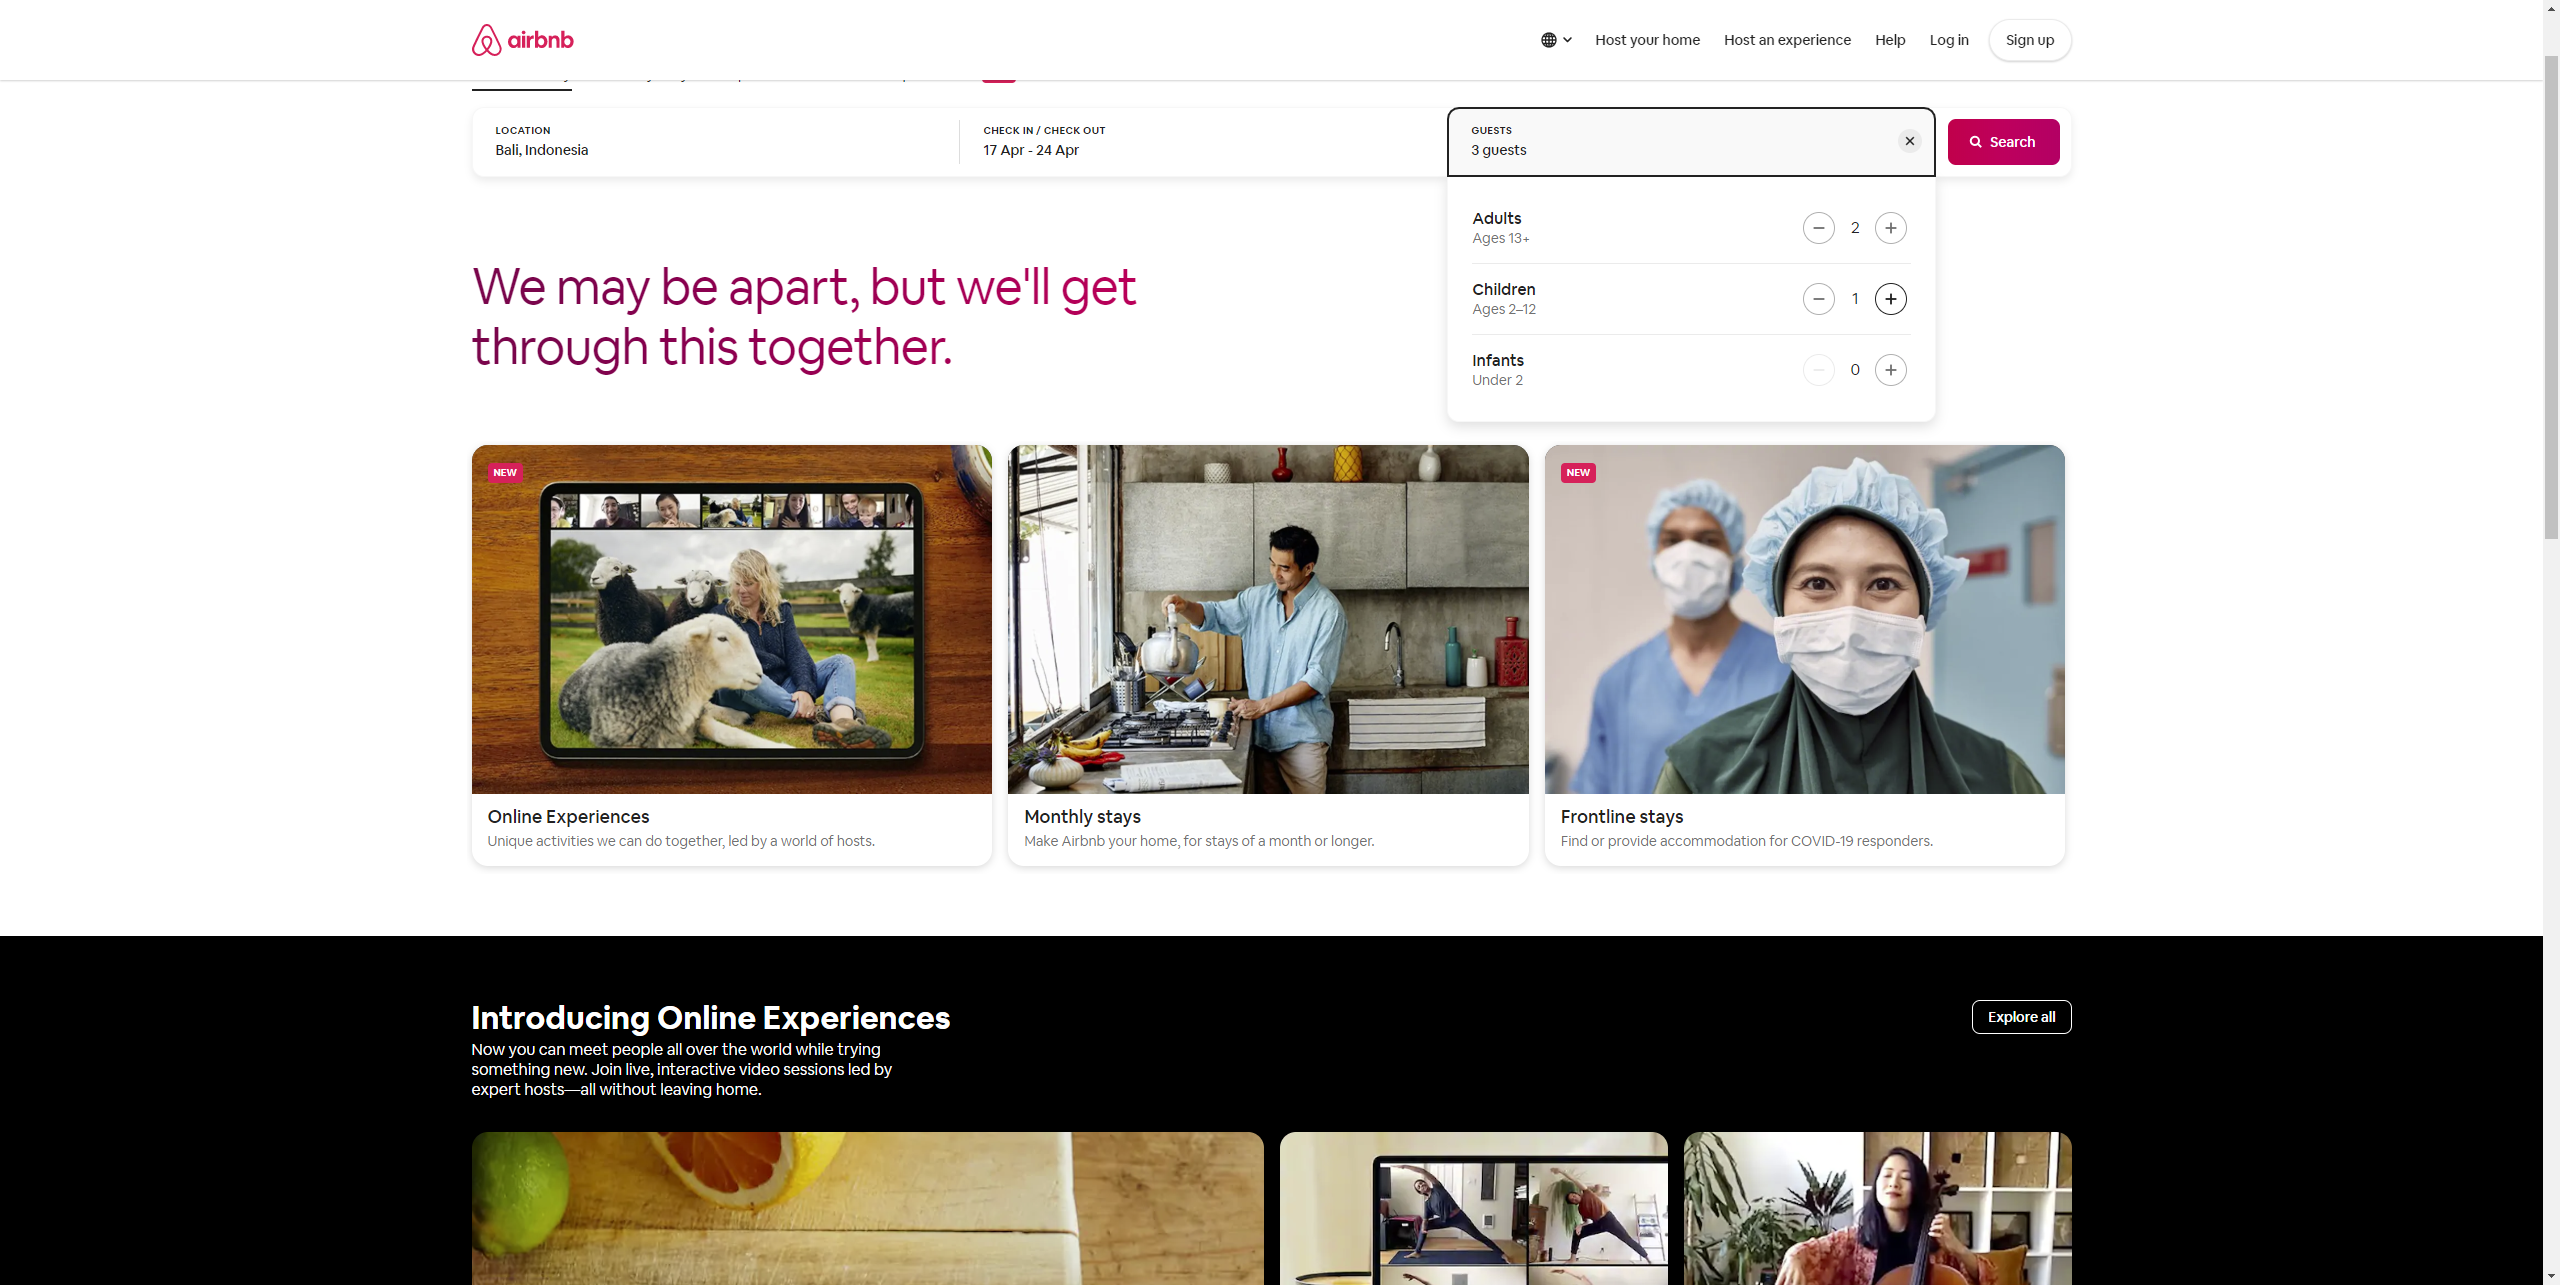 airbnb
Host your home
Host an experience
Help
Log in
Sign up
LOCATION
Bali, Indonesia
CHECK IN / CHECK OUT
17 Apr - 24 Apr
GUESTS
3 guests
Search
Adults
Ages 13+
2
Children
Ages 2–12
1
Infants
Under 2
0
We may be apart, but we'll get
through this together.
NEW
Online Experiences
Unique activities we can do together, led by a world of hosts.
Monthly stays
Make Airbnb your home, for stays of a month or longer.
NEW
Frontline stays
Find or provide accommodation for COVID-19 responders.
Introducing Online Experiences
Now you can meet people all over the world while trying
something new. Join live, interactive video sessions led by
expert hosts—all without leaving home.
Explore all